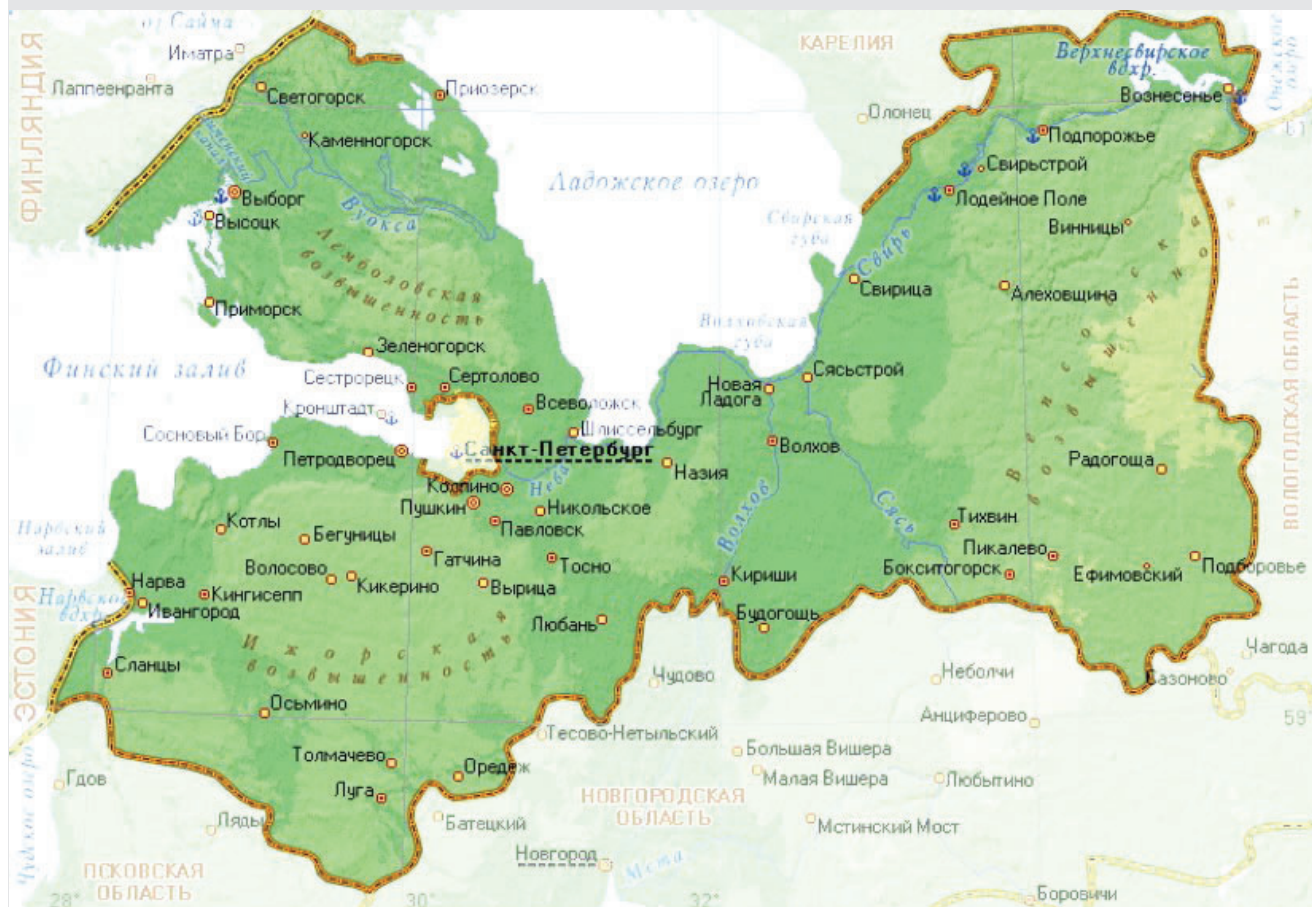 оз Сайма
Иматра
Лаппеенранта
ФИНЛЯНДИЯ
Светогорск
Приозерск
Каменногорск
Выборг
Высоцк
Вуокса
Ладожское озеро
КАРЕЛИЯ
Олонец
Верхнесвирское
вдхр.
Вознесенье
Онежское
озеро
Подпорожье
Свирьстрой
Лодейное Поле
Винницы
Свирская
губа
Свирь
Свирица
Алеховщина
Лемболовская
возвышенность
Приморск
Зеленогорск
Финский залив
Сестрорецк
Сертолово
Кронштадт
Всеволожск
Шлиссельбург
Сосновый Бор
Петродворец
Санкт-Петербург
Нева
Назия
Волховская
губа
Новая
Ладога
Сясьстрой
Волхов
Волхов
Сясь
Вепсовская
возвышенность
ВОЛОГОДСКАЯ ОБЛАСТЬ
Радогоща
Колпино
Пушкин
Никольское
Павловск
Котлы
Бегуницы
Гатчина
Тосно
Волосово
Кикерино
Вырица
Нарвский
залив
Нарва
Нарвское
вдхр.
Ивангород
Кингисепп
Кириши
Любань
Будогощь
Тихвин
Пикалево
Бокситогорск
Ефимовский
Подборовье
ЭСТОНИЯ
Сланцы
Ижорская
возвышенность
Осьмино
Толмачево
Луга
Оредеж
Чудово
Неболчи
Чагода
Сазоново
59°
Анциферово
Тесово-Нетыльский
Большая Вишера
Малая Вишера
Любытино
Гдов
Чудское озеро
Ляды
Батецкий
НОВГОРОДСКАЯ
ОБЛАСТЬ
Мстинский Мост
Новгород
Мста
ПСКОВСКАЯ
ОБЛАСТЬ
Боровичи
28°
30°
32°